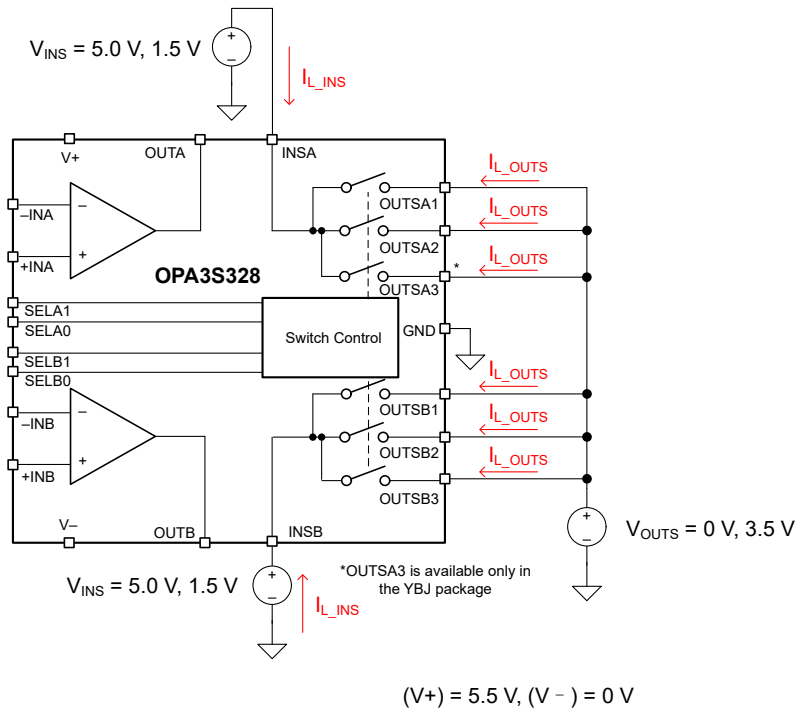 V_INS = 5.0 V, 1.5 V
+
−
I_L_INS
V+
OUTA
INSA
−INA
−
+INA
+
OPA3S328
OUTSA1
I_L_OUTS
OUTSA2
I_L_OUTS
OUTSA3
*
I_L_OUTS
SELA1
SELA0
Switch Control
GND
SELB1
SELB0
OUTSB1
I_L_OUTS
−INB
−
OUTSB2
I_L_OUTS
+INB
+
OUTSB3
I_L_OUTS
V−
OUTB
INSB
+
−
V_OUTS = 0 V, 3.5 V
V_INS = 5.0 V, 1.5 V
+
−
I_L_INS
*OUTSA3 is available only in
the YBJ package
(V+) = 5.5 V, (V − ) = 0 V